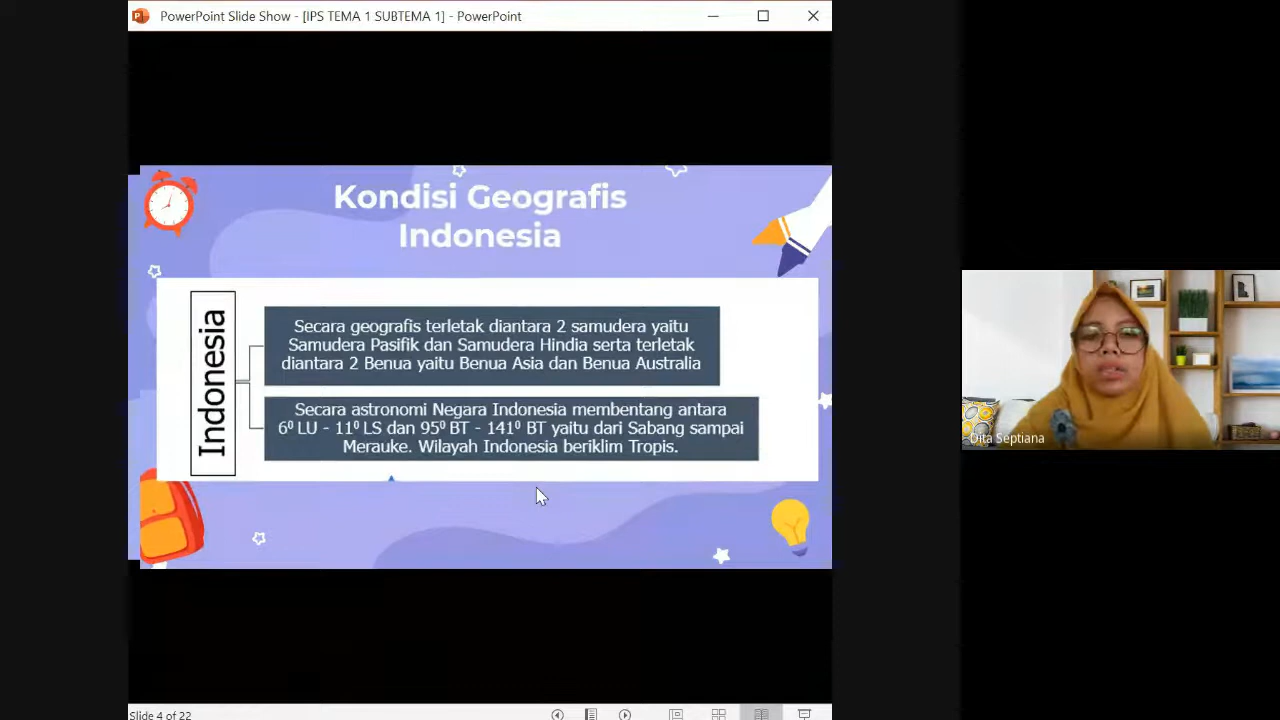 PowerPoint Slide Show - [IPS TEMA 1 SUBTEMA 1] - PowerPoint
Kondisi Geografis
Indonesia
Indonesia
Secara geografis terletak diantara 2 samudera yaitu
Samudera Pasifik dan Samudera Hindia serta terletak
diantara 2 Benua yaitu Benua Asia dan Benua Australia
Secara astronomi Negara Indonesia membentang antara
6⁰ LU - 11⁰ LS dan 95⁰ BT - 141⁰ BT yaitu dari Sabang sampai
Merauke. Wilayah Indonesia beriklim Tropis.
Dita Septiana
Slide 4 of 22